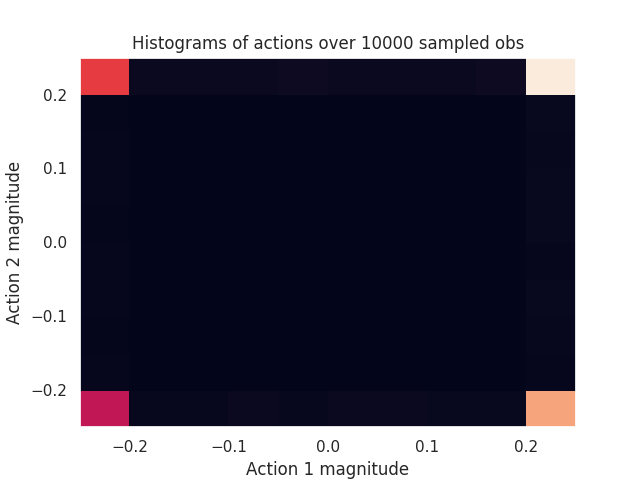 Histograms of actions over 10000 sampled obs
Action 2 magnitude
0.2
0.1
0.0
−0.1
−0.2
−0.2 −0.1 0.0 0.1 0.2
Action 1 magnitude